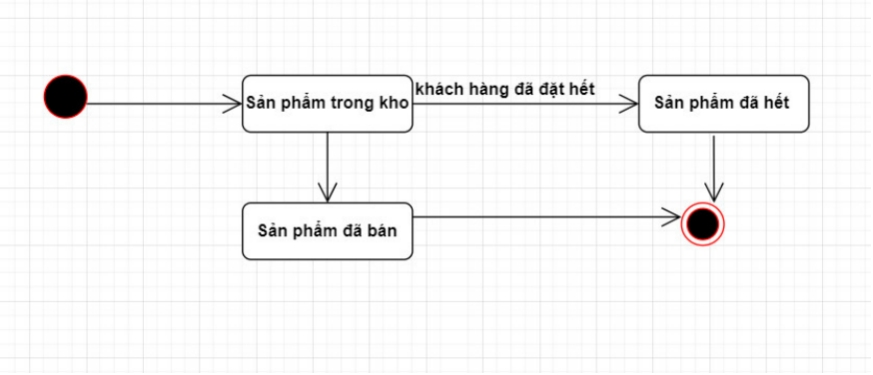 khách hàng đã đặt hết
Sản phẩm trong kho
Sản phẩm đã hết
Sản phẩm đã bán